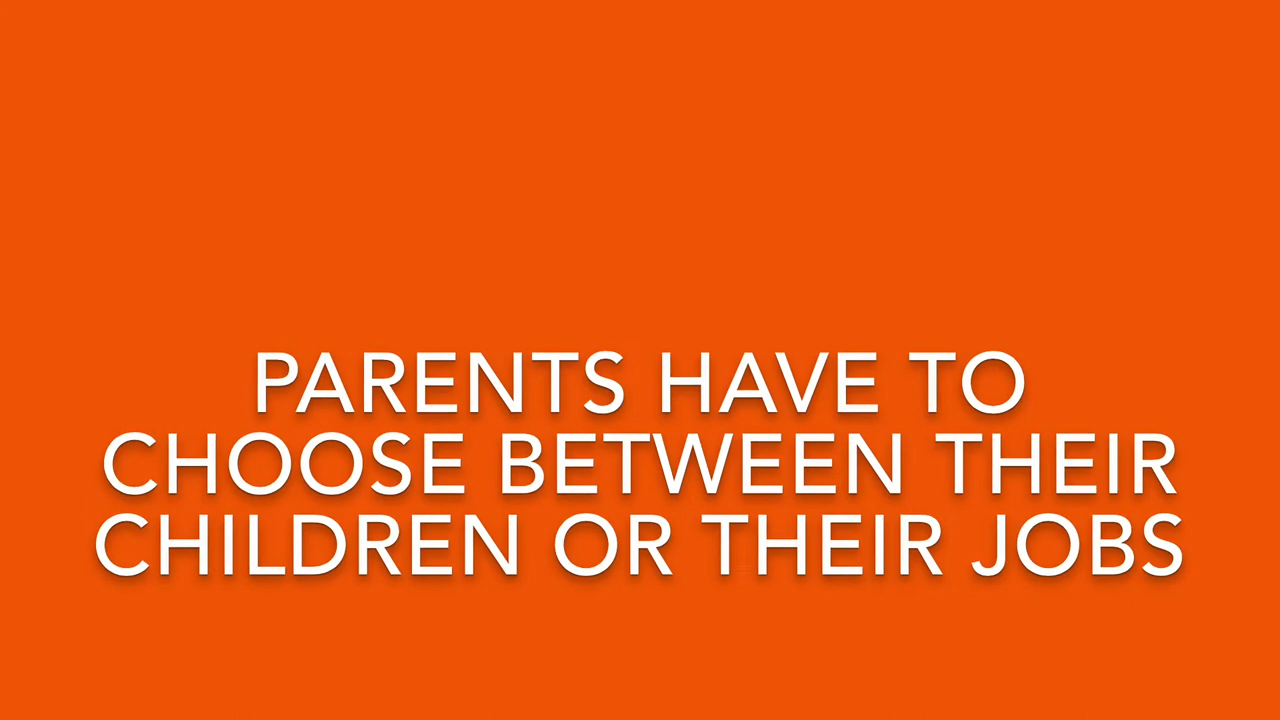 PARENTS HAVE TO
CHOOSE BETWEEN THEIR
CHILDREN OR THEIR JOBS